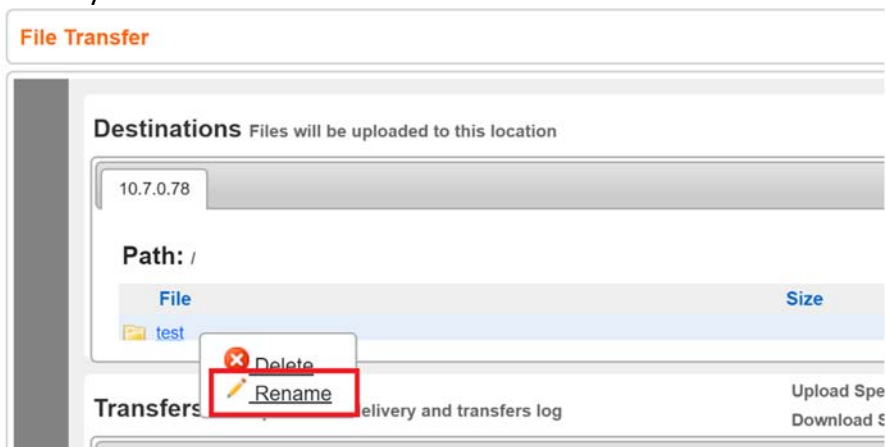 File Transfer
Destinations Files will be uploaded to this location
10.7.0.78
Path: /
File Size
test
Delete
Rename
Transfers elivery and transfers log
Upload Spe
Download S